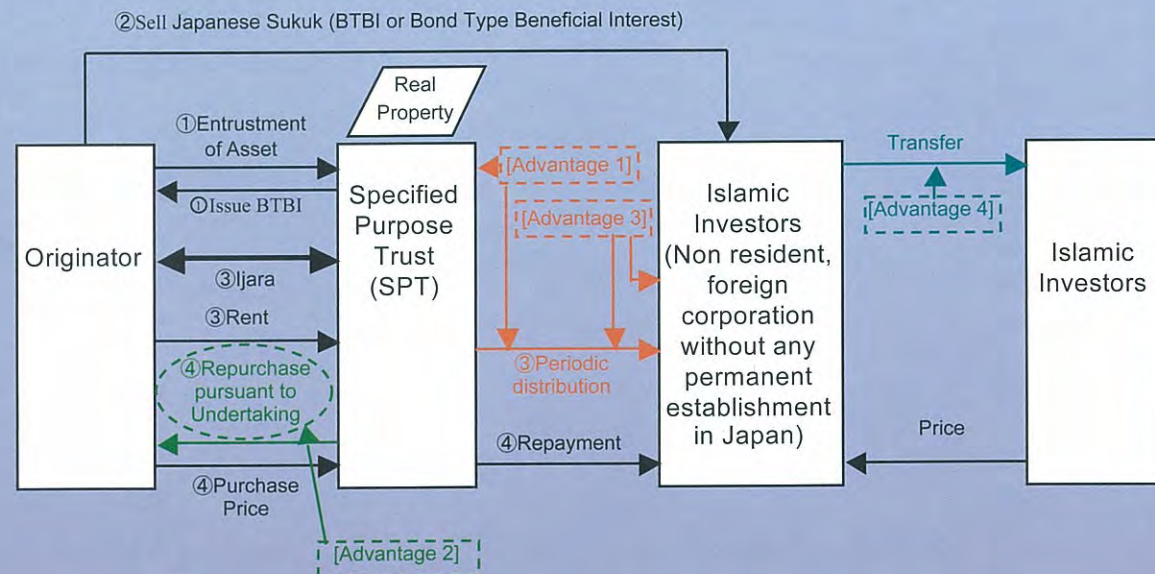 ②Sell Japanese Sukuk (BTBI or Bond Type Beneficial Interest)
Real
Property
①Entrustment
of Asset
①Issue BTBI
Originator
③Ijara
③Rent
④Repurchase
pursuant to
Undertaking
④Purchase
Price
[Advantage 2]
Specified
Purpose
Trust
(SPT)
[Advantage 1]
[Advantage 3]
③Periodic
distribution
④Repayment
Islamic
Investors
(Non resident,
foreign
corporation
without any
permanent
establishment
in Japan)
Transfer
[Advantage 4]
Price
Islamic
Investors